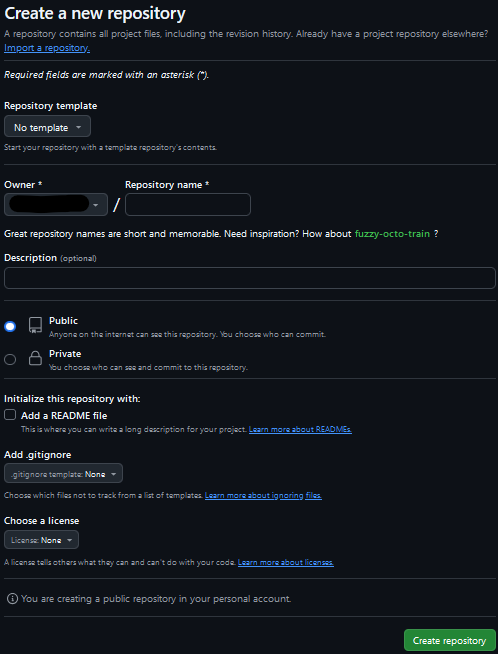 Create a new repository
A repository contains all project files, including the revision history. Already have a project repository elsewhere?
Import a repository.
Required fields are marked with an asterisk (*).
Repository template
No template
Start your repository with a template repository's contents.
Owner * Repository name *
/
Great repository names are short and memorable. Need inspiration? How about fuzzy-octo-train ?
Description (optional)
Public
Anyone on the internet can see this repository. You choose who can commit.
Private
You choose who can see and commit to this repository.
Initialize this repository with:
Add a README file
This is where you can write a long description for your project. Learn more about READMEs.
Add .gitignore
.gitignore template: None
Choose which files not to track from a list of templates. Learn more about ignoring files.
Choose a license
License: None
A license tells others what they can and can't do with your code. Learn more about licenses.
You are creating a public repository in your personal account.
Create repository